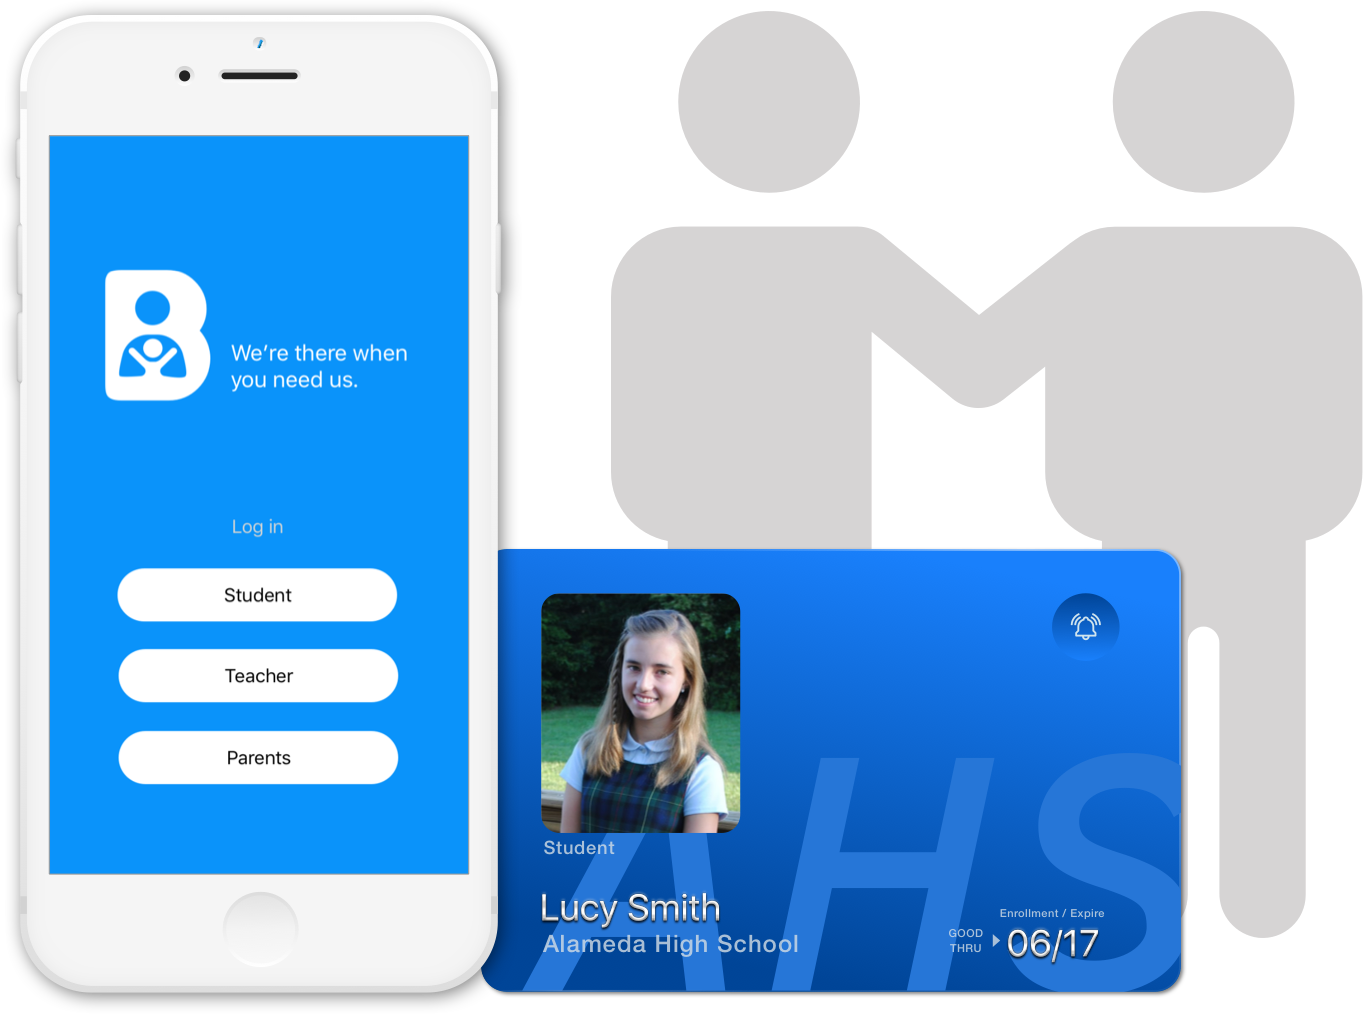 B
We’re there when
you need us.
Log in
Student
Teacher
Parents
AHS
Student
Lucy Smith
Alameda High School
Enrollment / Expire
GOOD
THRU
06/17